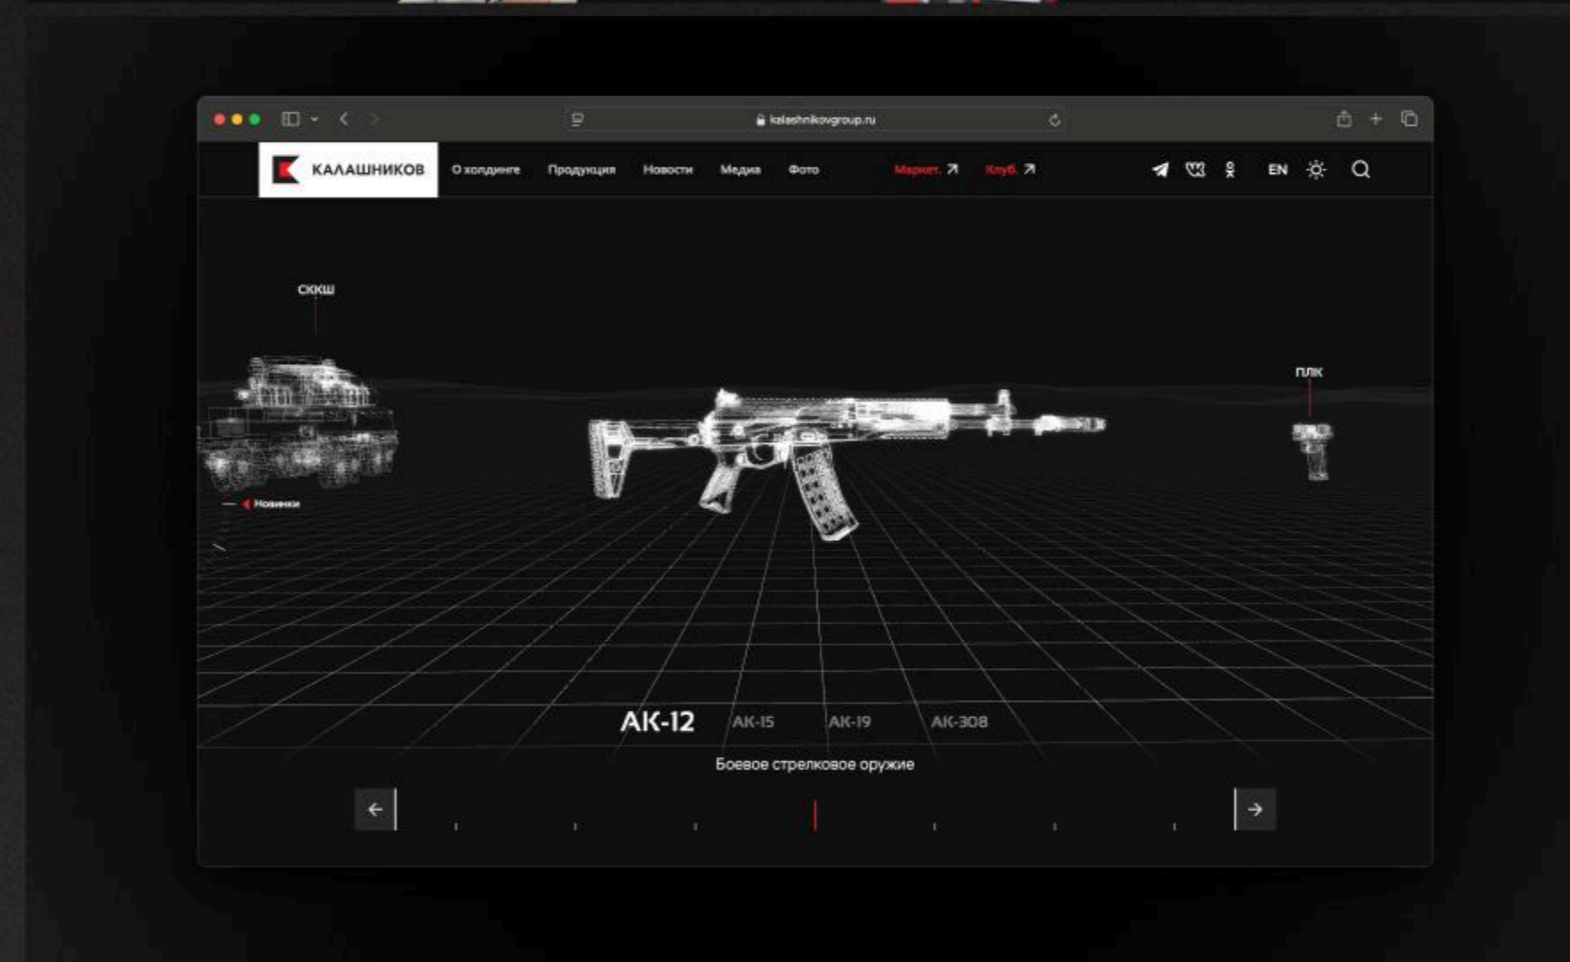 kalashnikovgroup.ru
КАЛАШНИКОВ О холдинге Продукция Новости Медиа Фото Маркет. Клуб. EN
СККШ
ПЛК
Новинки
АК-12 АК-15 АК-19 АК-308
Боевое стрелковое оружие